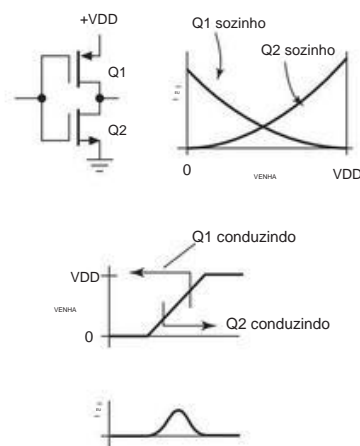 +VDD
Q1
Q2
Q1 sozinho
Q2 sozinho
0
VENHA
VDD
Q1 conduzindo
VDD
VENHA
0
Q2 conduzindo